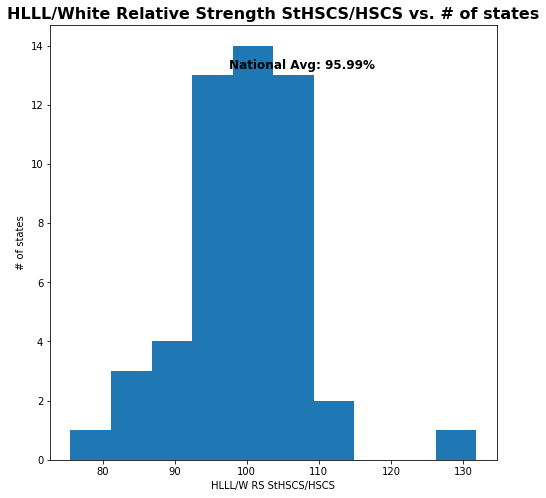 HLLL/White Relative Strength StHSCS/HSCS vs. # of states
National Avg: 95.99%
14
12
10
8
6
4
2
0
# of states
80 90 100 110 120 130
HLLL/W RS StHSCS/HSCS